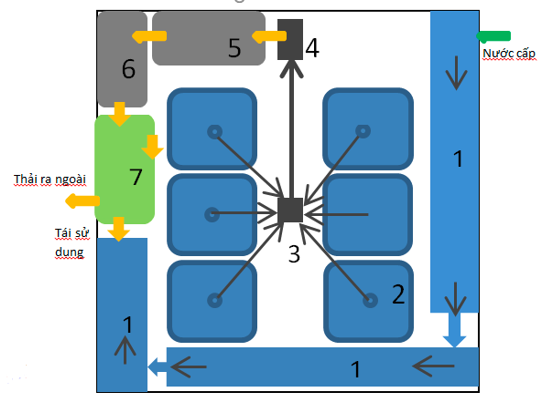 4
5
6
Nước cấp
1
7
Thải ra ngoài
Tái sử
dụng
3
2
1
1